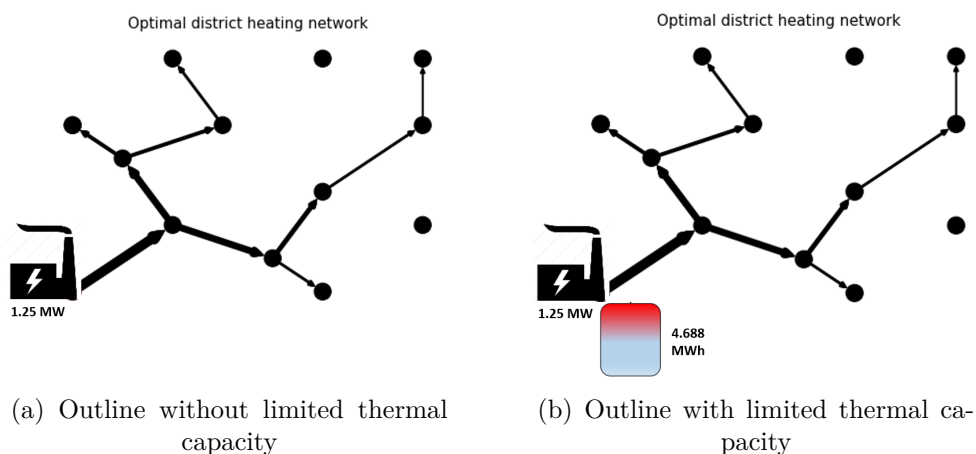 Optimal district heating network
1.25 MW
(a) Outline without limited thermal
capacity
Optimal district heating network
1.25 MW
4.688
MWh
(b) Outline with limited thermal ca-
pacity